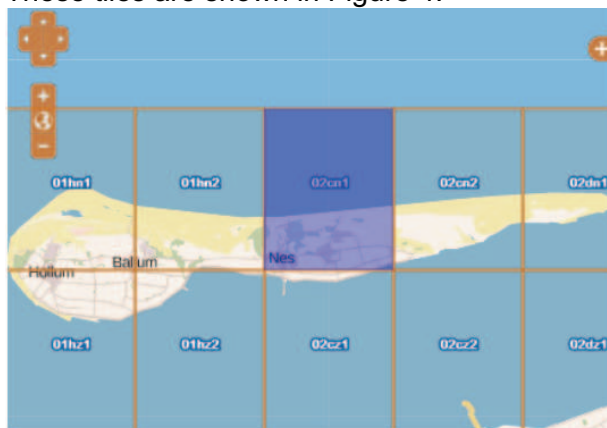 These tiles are shown in Figure
01hn1 01hn2 02cn1 02cn2 02dn1
Nes
Ballum
Hollum
01hz1 01hz2 02cz1 02cz2 02dz1